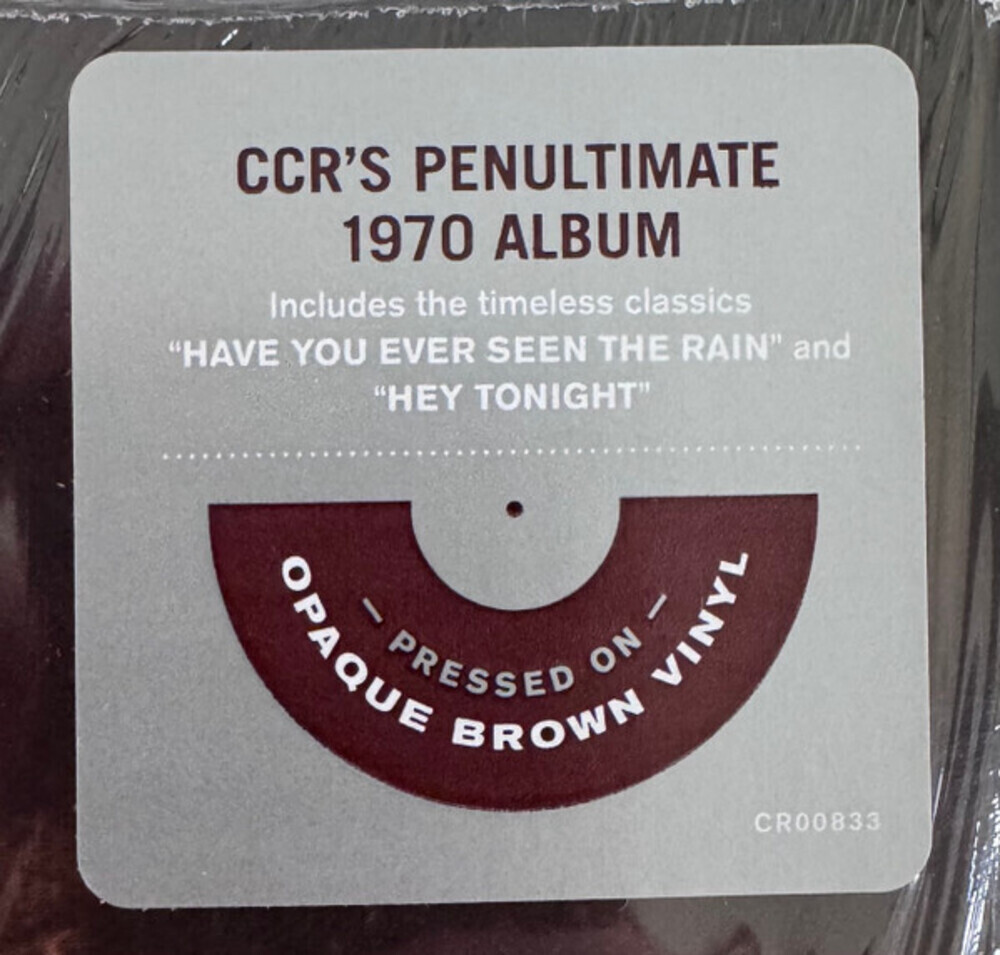 CCR'S PENULTIMATE
1970 ALBUM
Includes the timeless classics
“HAVE YOU EVER SEEN THE RAIN” and
“HEY TONIGHT”
— PRESSED ON —
OPAQUE BROWN VINYL
CR00833